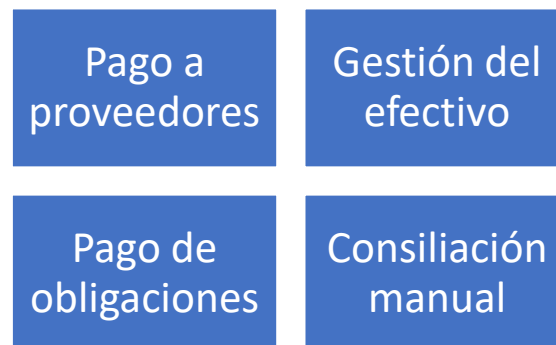 Pago a
proveedores
Gestión del
efectivo
Pago de
obligaciones
Consiliación
manual